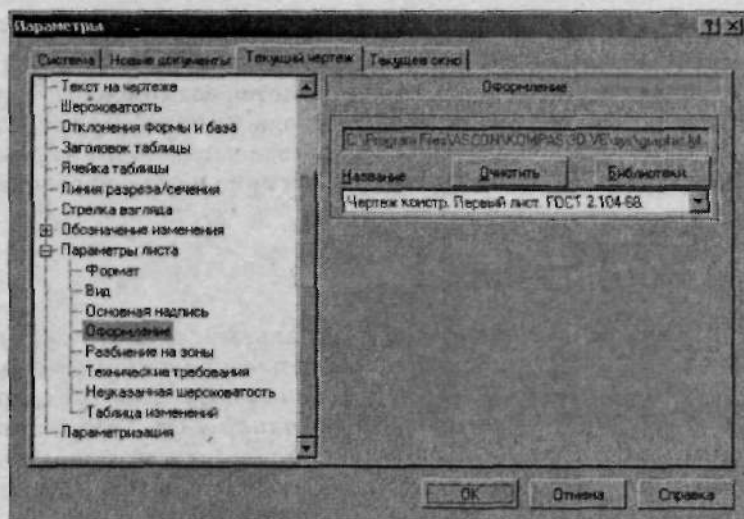 Параметры
Система
Новые документы
Текущий чертеж
Текущее окно
Текст на чертеже
Шероховатость
Отклонения формы и база
Заголовок таблицы
Ячейка таблицы
Линия разреза/сечения
Стрелка взгляда
Обозначение изменения
Параметры листа
Формат
Вид
Основная надпись
Оформление
Разбиение на зоны
Технические требования
Неуказанная шероховатость
Таблица изменений
Параметризация
Оформление
C:\Program Files\ASCON\KOMPAS
Название
Очистить
Библиотеки...
Чертеж констр. Первый лист. ГОСТ 2.104-68.
OK
Отмена
Справка